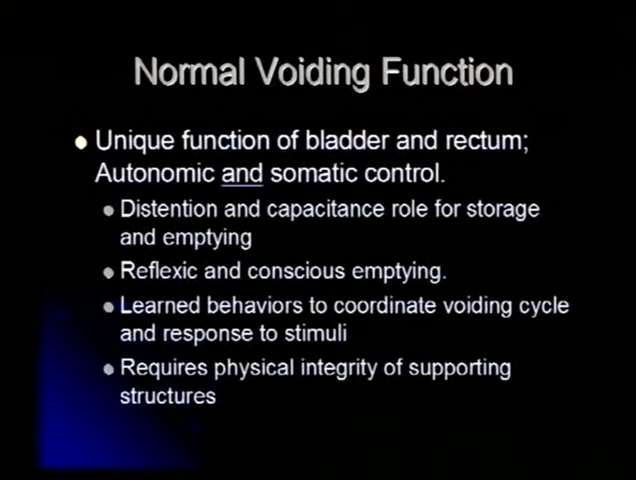 Normal Voiding Function
Unique function of bladder and rectum;
Autonomic and somatic control.
Distention and capacitance role for storage
and emptying
Reflexic and conscious emptying.
Learned behaviors to coordinate voiding cycle
and response to stimuli
Requires physical integrity of supporting
structures